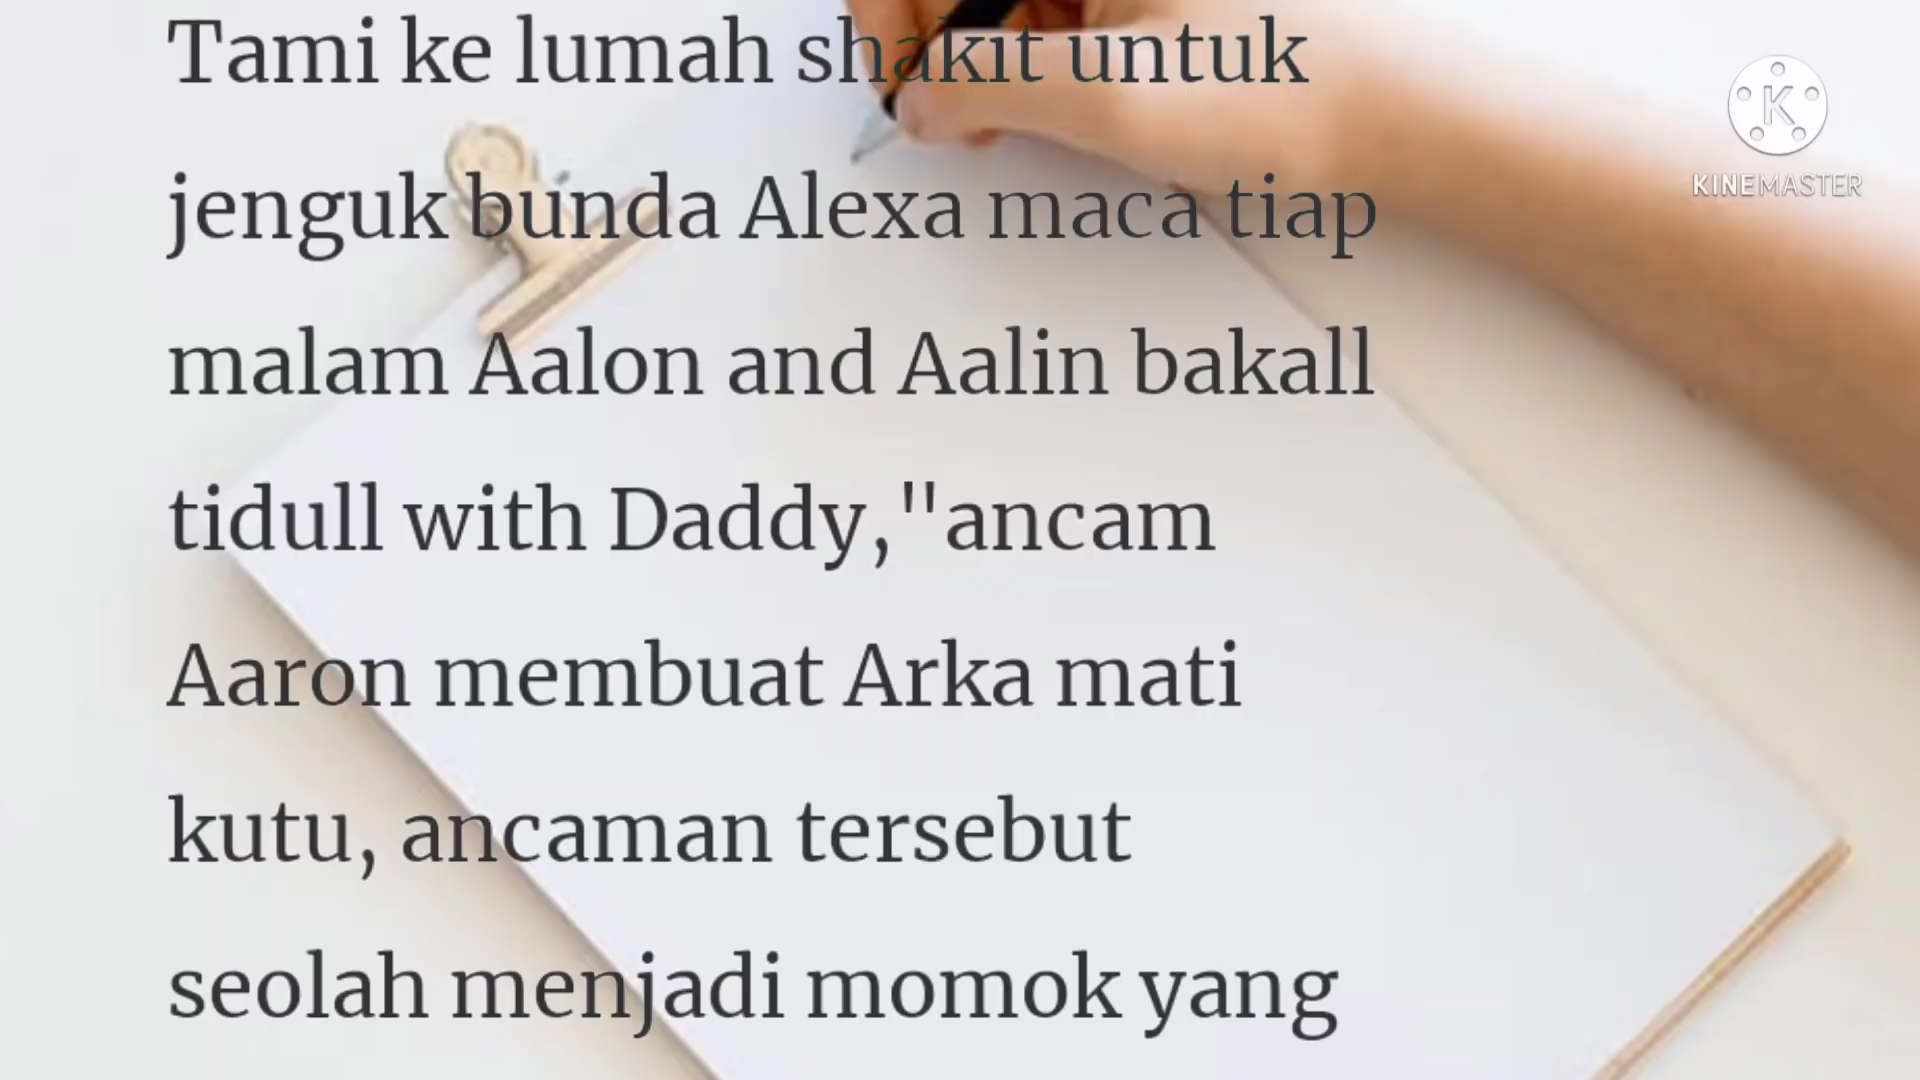 Tami ke lumah shakit untuk
jenguk bunda Alexa maca tiap
malam Aalon and Aalin bakall
tidull with Daddy,"ancam
Aaron membuat Arka mati
kutu, ancaman tersebut
seolah menjadi momok yang
K
KINEMASTER